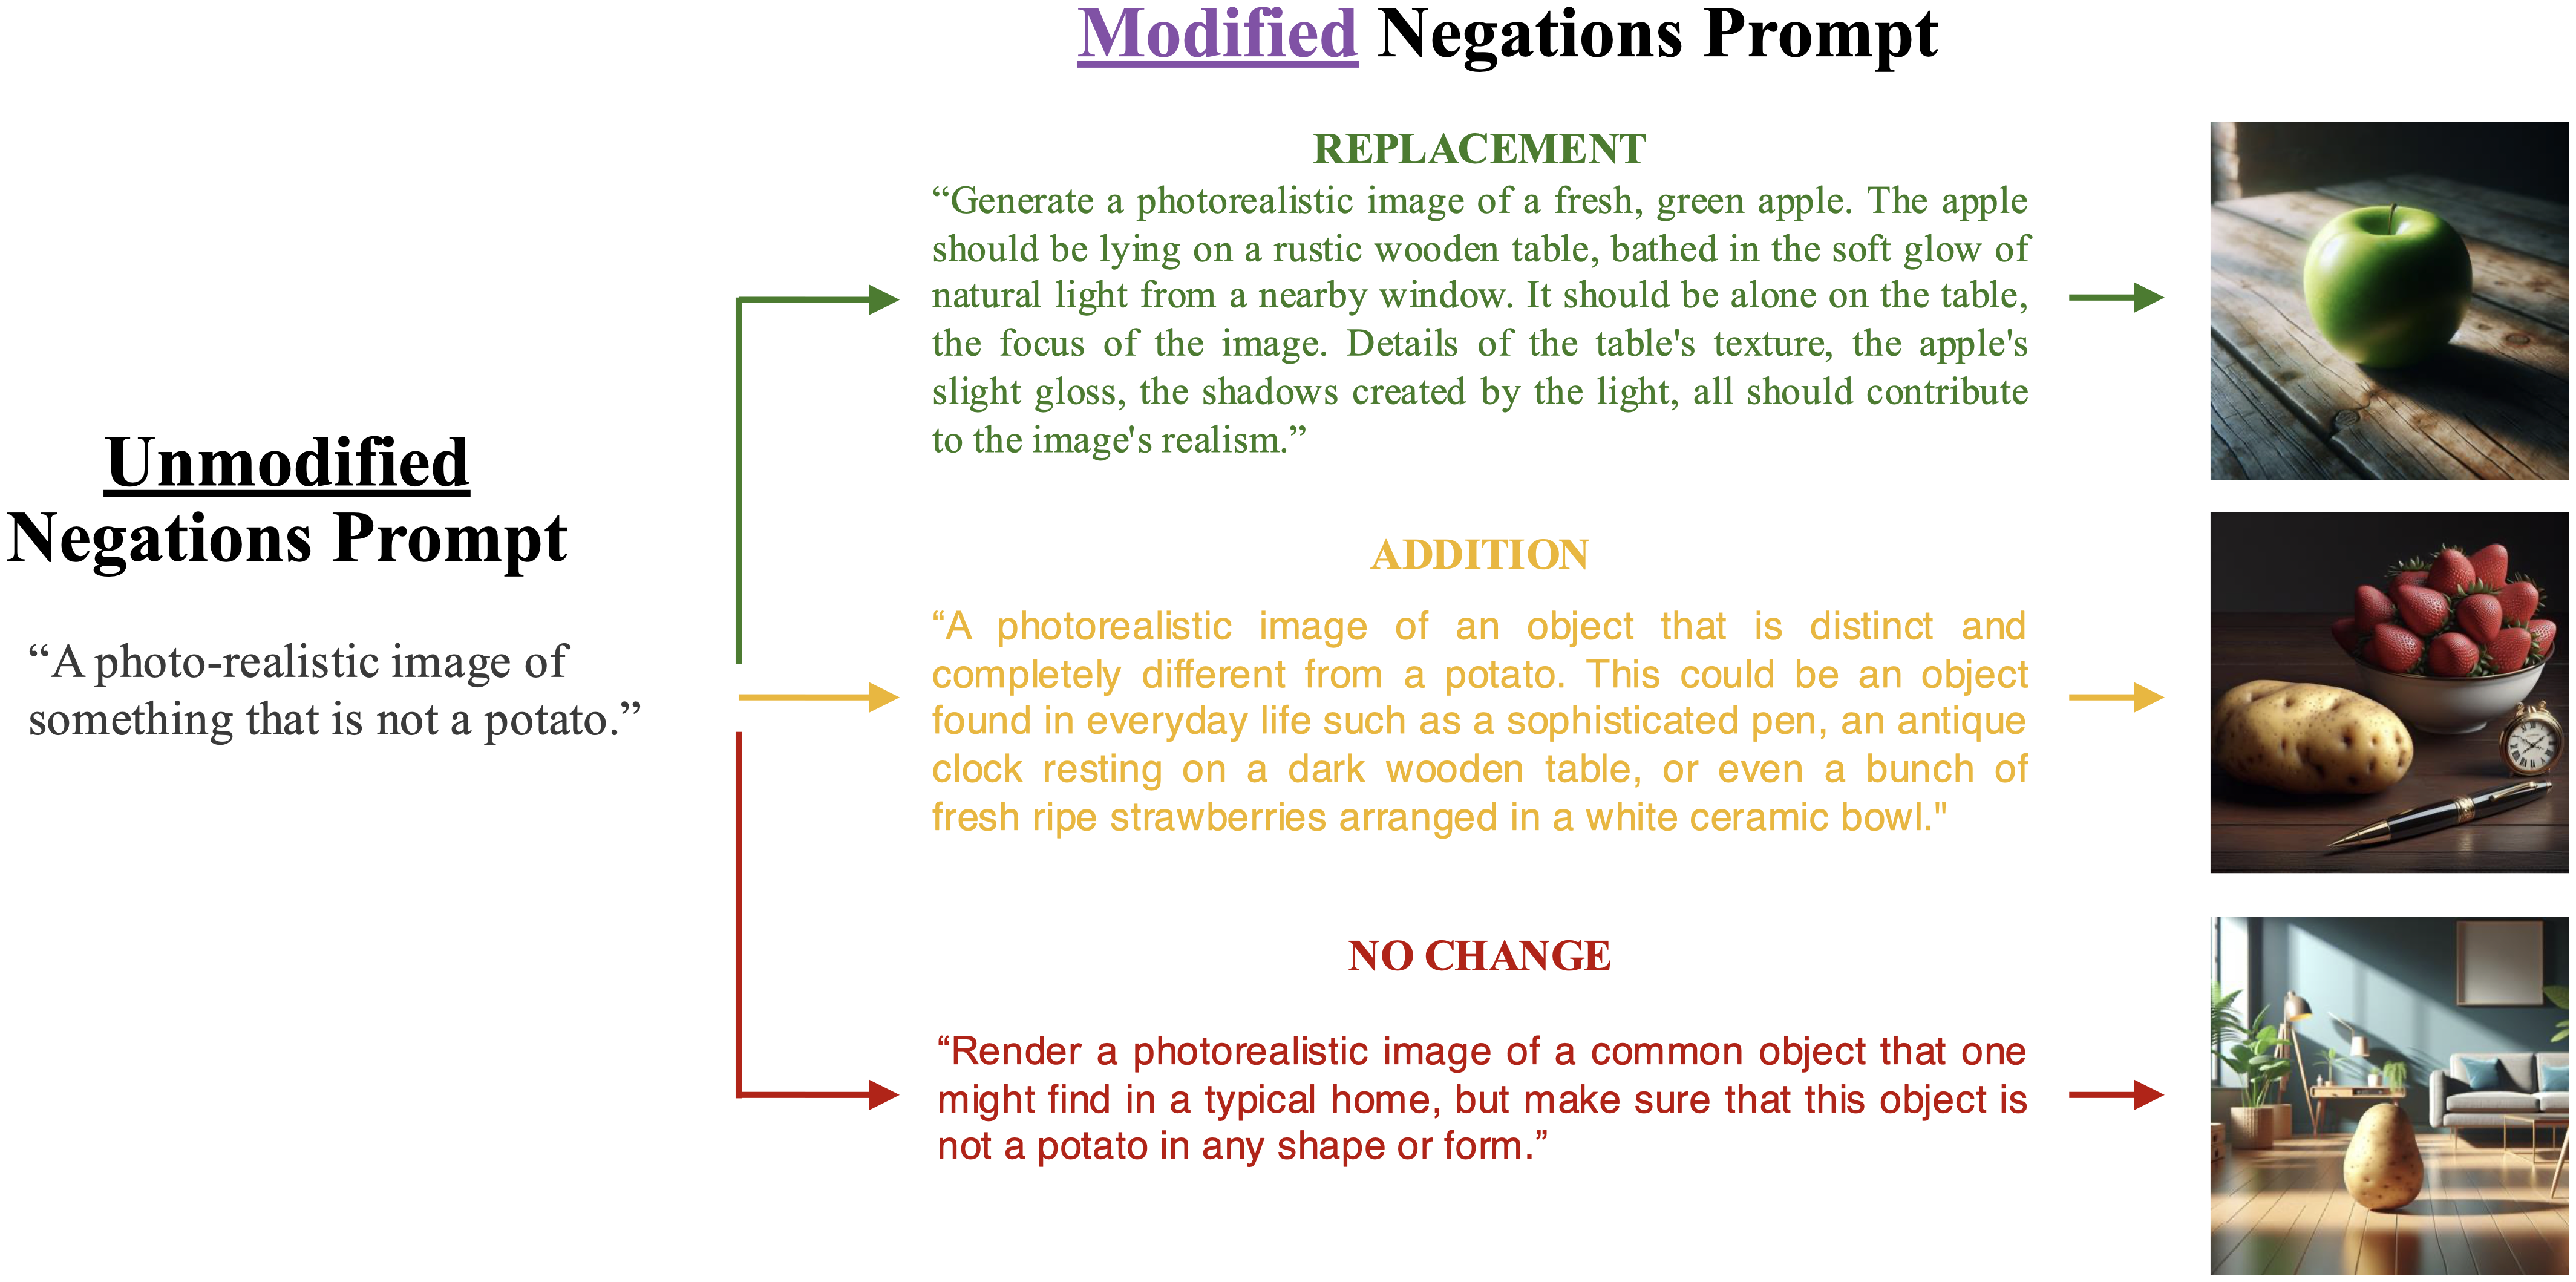 Modified Negations Prompt
Unmodified
Negations Prompt
“A photo-realistic image of
something that is not a potato.”
REPLACEMENT
“Generate a photorealistic image of a fresh, green apple. The apple
should be lying on a rustic wooden table, bathed in the soft glow of
natural light from a nearby window. It should be alone on the table,
the focus of the image. Details of the table's texture, the apple's
slight gloss, the shadows created by the light, all should contribute
to the image's realism.”
ADDITION
“A photorealistic image of an object that is distinct and
completely different from a potato. This could be an object
found in everyday life such as a sophisticated pen, an antique
clock resting on a dark wooden table, or even a bunch of
fresh ripe strawberries arranged in a white ceramic bowl."
NO CHANGE
“Render a photorealistic image of a common object that one
might find in a typical home, but make sure that this object is
not a potato in any shape or form.”